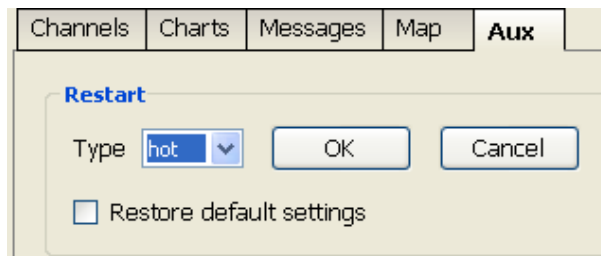 Channels Charts Messages Map Aux
Restart
Type hot OK Cancel
Restore default settings